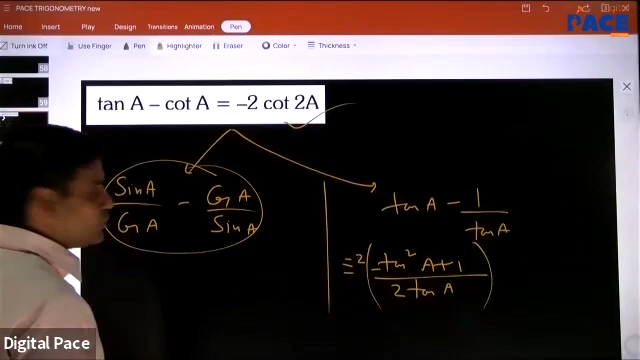 PACE TRIGONOMETRY new
Home Insert Play Design Transitions Animation Pen
PACE
Turn Ink Off Use Finger Pen Highlighter Eraser Color Thickness
58
59
tan A – cot A = –2 cot 2A
Sin A / Cos A – Cos A / Sin A
tan A – 1 / tan A
≡ 2 ( –tan² A + 1 / 2 tan A )
Digital Pace